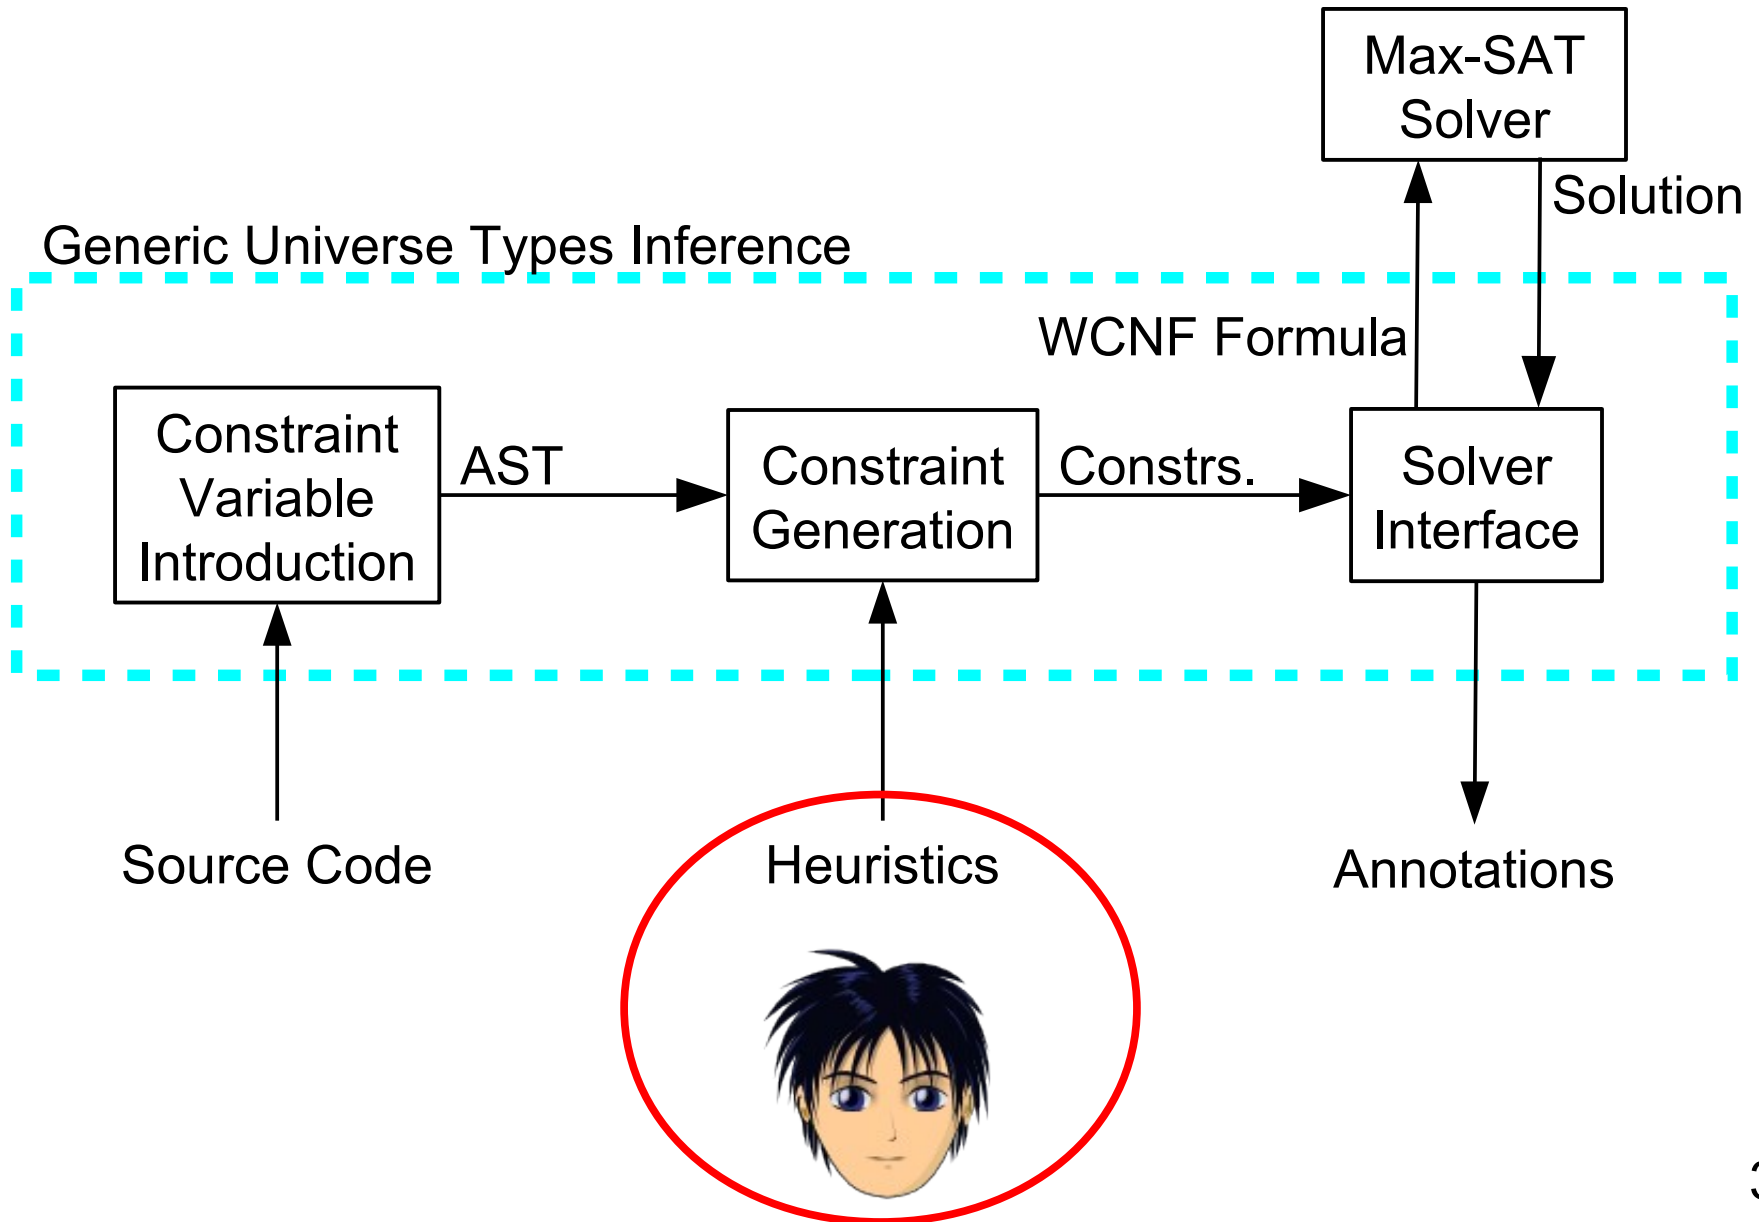 Max-SAT
Solver
Solution
Generic Universe Types Inference
WCNF Formula
Constraint
Variable
Introduction
AST
Constraint
Generation
Constrs.
Solver
Interface
Source Code
Heuristics
Annotations